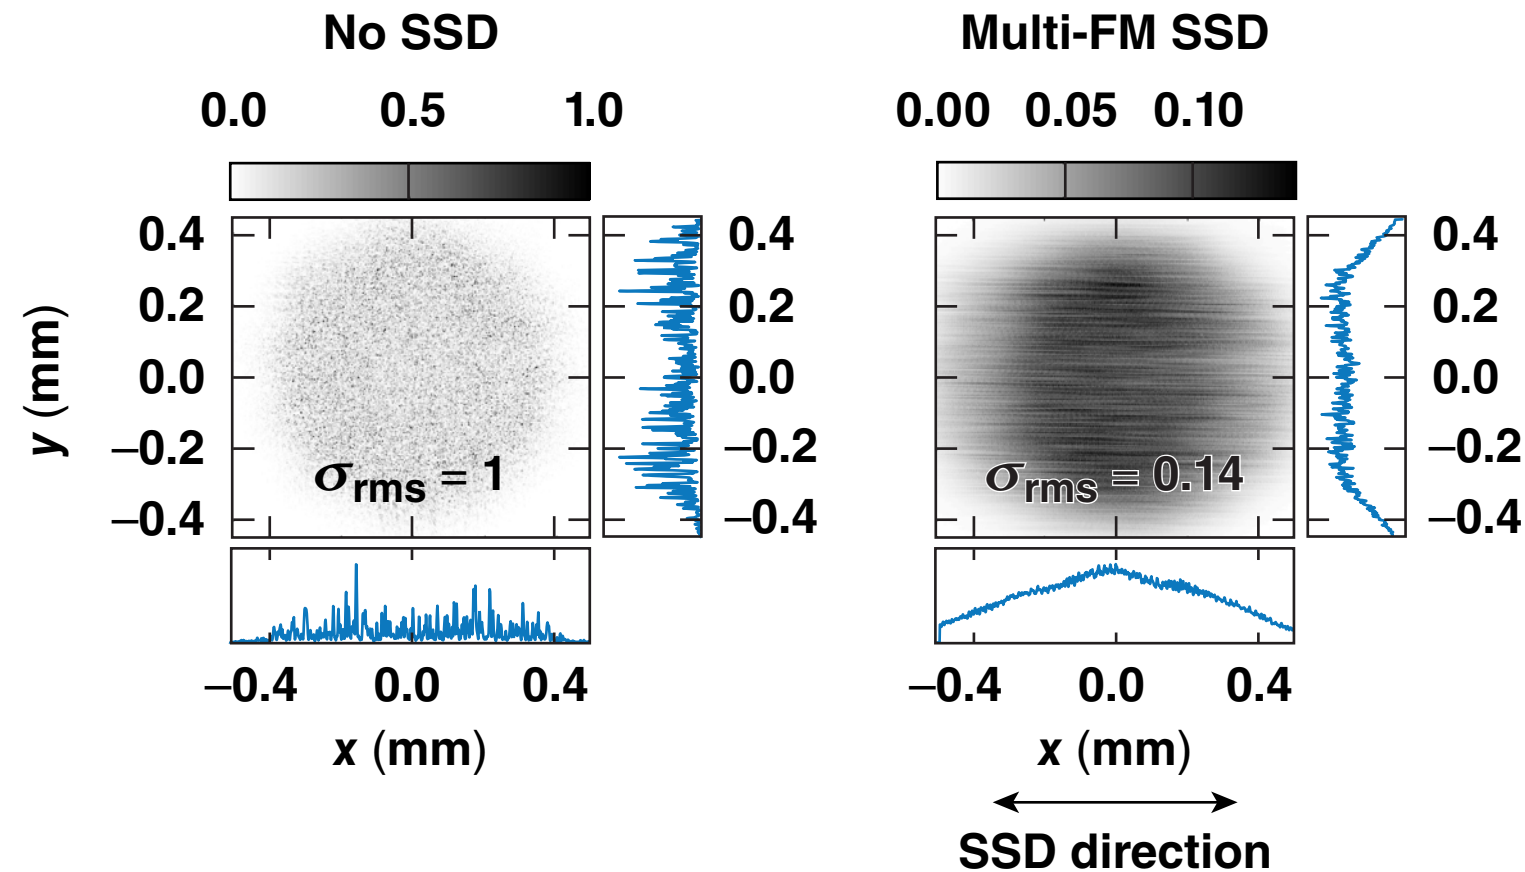 No SSD
Multi-FM SSD
0.0 0.5 1.0
0.00 0.05 0.10
0.4
0.2
0.0
–0.2
–0.4
y (mm)
σrms = 1
0.4
0.2
0.0
–0.2
–0.4
–0.4 0.0 0.4
x (mm)
σrms = 0.14
0.4
0.2
0.0
–0.2
–0.4
–0.4 0.0 0.4
x (mm)
SSD direction